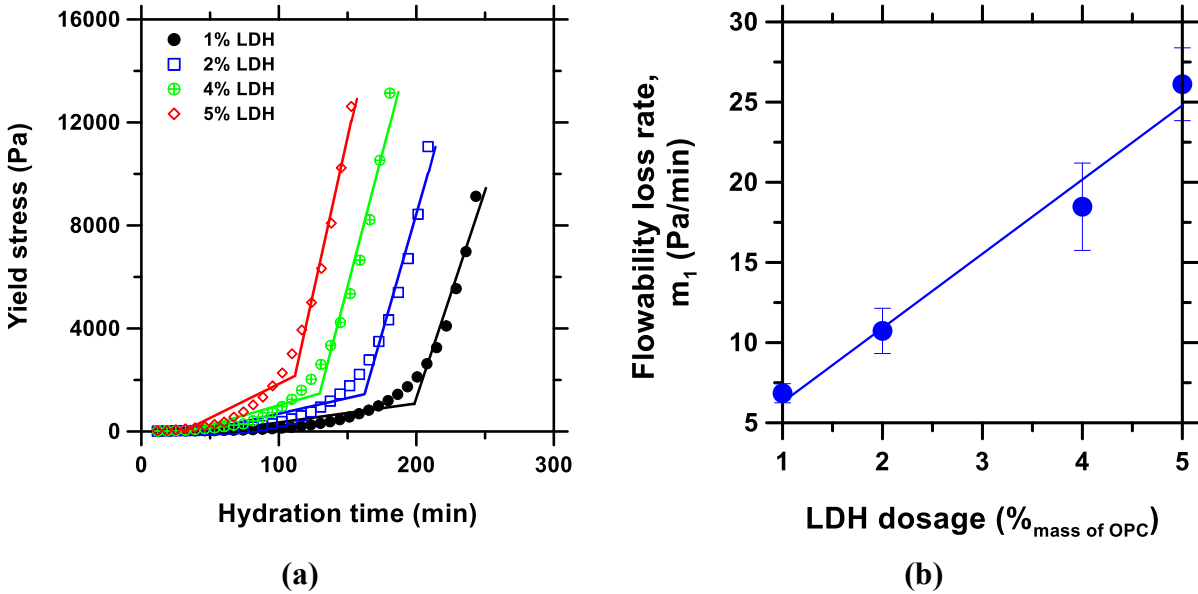 16000
12000
8000
4000
0
Yield stress (Pa)
1% LDH
2% LDH
4% LDH
5% LDH
0
100
200
300
Hydration time (min)
(a)
30
25
20
15
10
5
Flowability loss rate,
m1 (Pa/min)
1
2
3
4
5
LDH dosage (%mass of OPC)
(b)